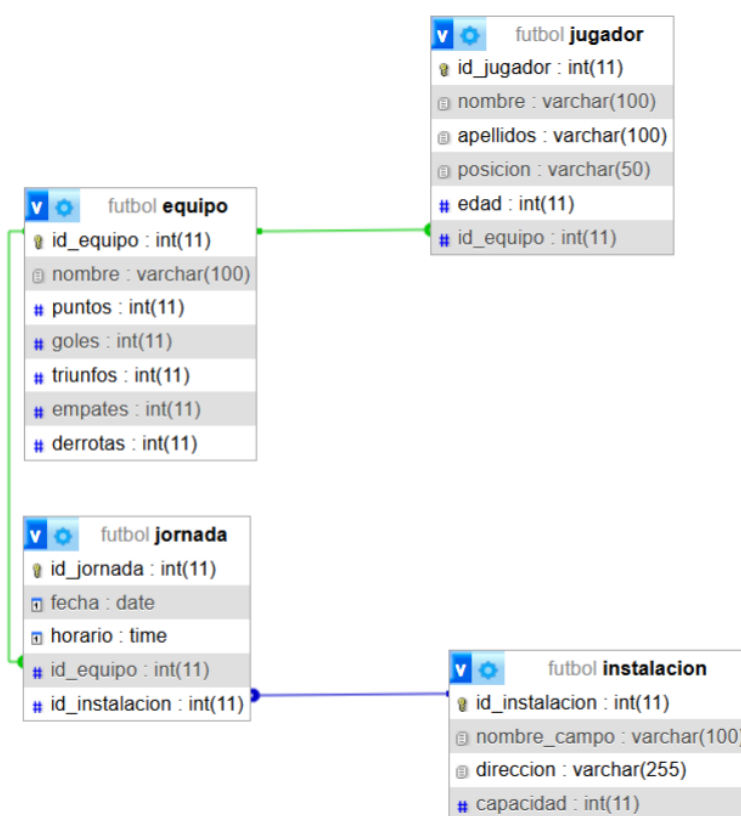 v futbol jugador
id_jugador : int(11)
nombre : varchar(100)
apellidos : varchar(100)
posicion : varchar(50)
# edad : int(11)
# id_equipo : int(11)
v futbol equipo
id_equipo : int(11)
nombre : varchar(100)
# puntos : int(11)
# goles : int(11)
# triunfos : int(11)
# empates : int(11)
# derrotas : int(11)
v futbol jornada
id_jornada : int(11)
fecha : date
horario : time
# id_equipo : int(11)
# id_instalacion : int(11)
v futbol instalacion
id_instalacion : int(11)
nombre_campo : varchar(100)
direccion : varchar(255)
# capacidad : int(11)